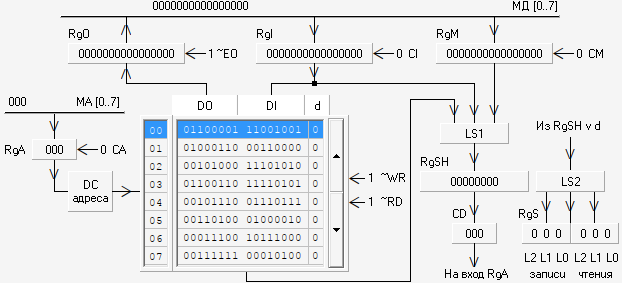 0000000000000000 МД [0..7]
RgO RgI RgM
0000000000000000 1 ~EO 0000000000000000 0 CI 0000000000000000 0 CM
000 МА [0..7]
DO DI d
RgA 000 0 CA
DC
адреса
00 01100001 11001001 0
01 01000110 00110000 0
02 00101000 11101010 0
03 01100110 11110101 0
04 01011110 01110111 0
05 00110100 01000010 0
06 00011100 10111000 0
07 00111111 00010100 0
1 ~WR
1 ~RD
LS1
RgSH
00000000
CD
000
На вход RgA
Из RgSH v d
LS2
RgS
0 0 0 0 0 0
L2 L1 L0 L2 L1 L0
записи чтения